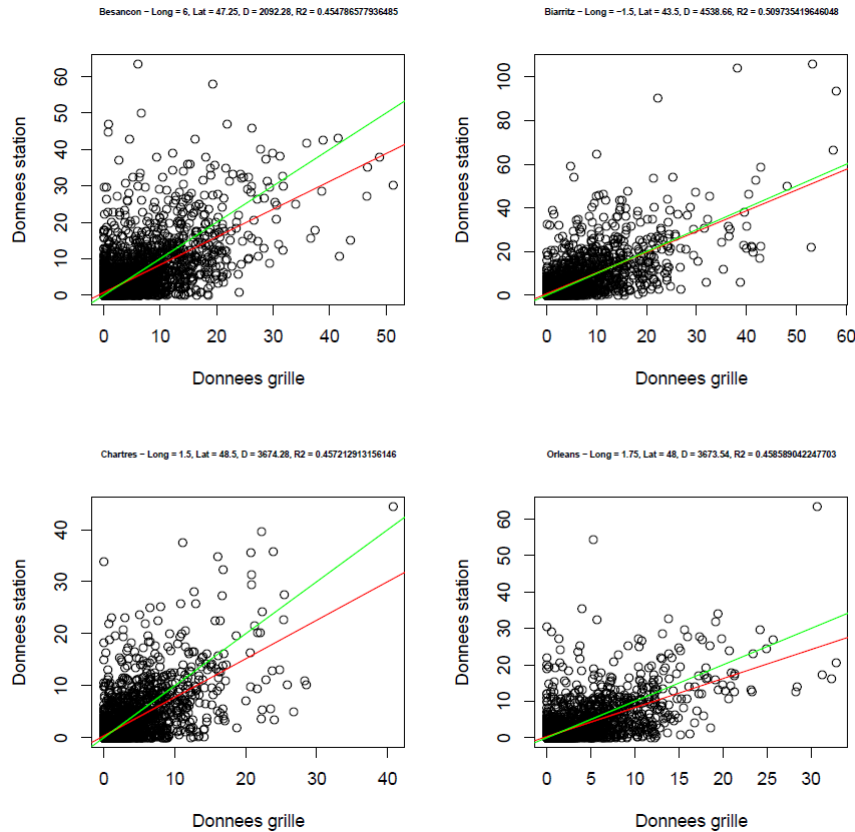 Besancon − Long = 6, Lat = 47.25, D = 2092.28, R2 = 0.454786577936485
Donnees station
0 10 20 30 40 50 60
0 10 20 30 40 50
Donnees grille
Biarritz − Long = −1.5, Lat = 43.5, D = 4538.66, R2 = 0.509735419646048
Donnees station
0 20 40 60 80 100
0 10 20 30 40 50 60
Donnees grille
Chartres − Long = 1.5, Lat = 48.5, D = 3674.28, R2 = 0.457212913156146
Donnees station
0 10 20 30 40
0 10 20 30 40
Donnees grille
Orleans − Long = 1.75, Lat = 48, D = 3673.54, R2 = 0.458589042247703
Donnees station
0 10 20 30 40 50 60
0 5 10 15 20 25 30
Donnees grille